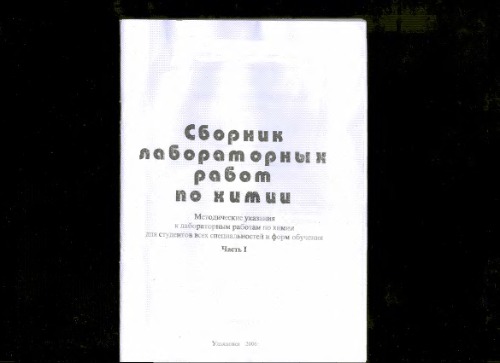 Сборник
лабораторных
работ
по химии
Методические указания
к лабораторным работам по химии
для студентов всех специальностей и форм обучения
Часть I